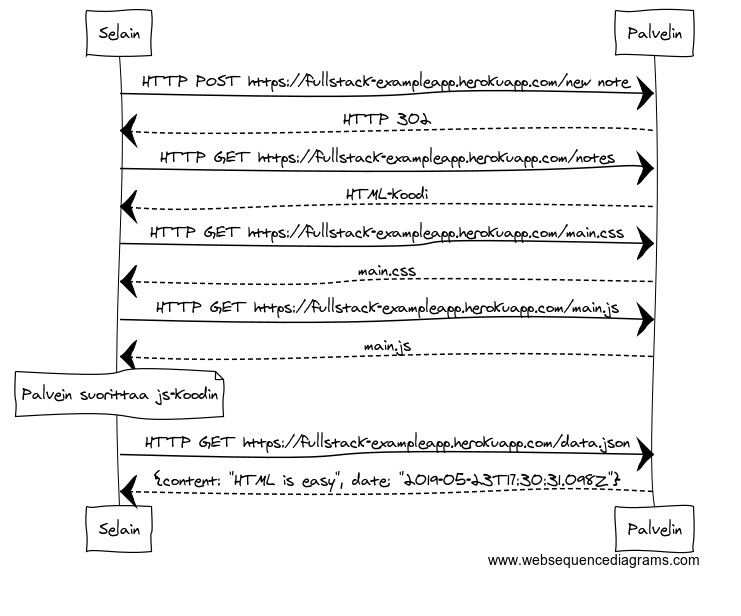 Selain
Palvelin
HTTP POST https://fullstack-exampleapp.herokuapp.com/new note
HTTP 302
HTTP GET https://fullstack-exampleapp.herokuapp.com/notes
HTML-koodi
HTTP GET https://fullstack-exampleapp.herokuapp.com/main.css
main.css
HTTP GET https://fullstack-exampleapp.herokuapp.com/main.js
main.js
Palvein suorittaa js-koodin
HTTP GET https://fullstack-exampleapp.herokuapp.com/data.json
{content: "HTML is easy", date: "2019-05-23T17:30:31.098Z"}
Selain
Palvelin
www.websequencediagrams.com